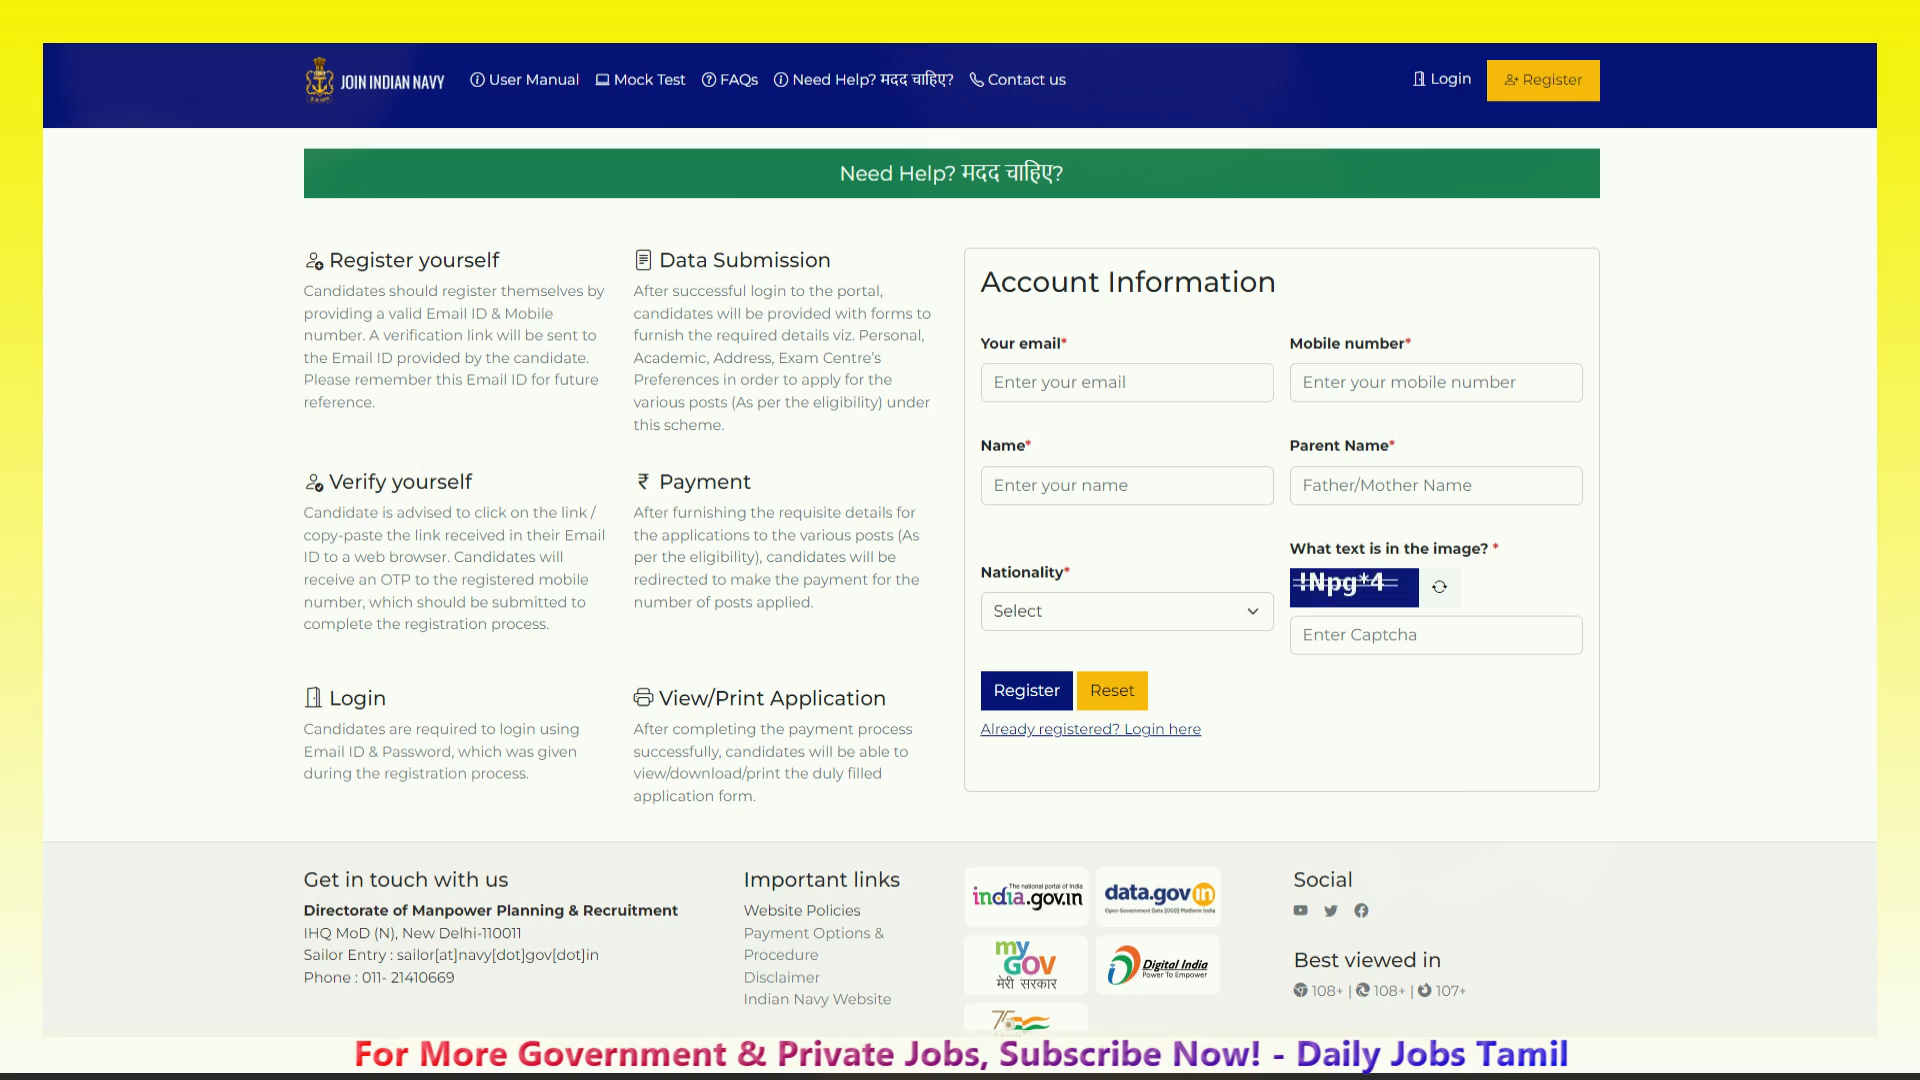 JOIN INDIAN NAVY
User Manual
Mock Test
FAQs
Need Help? मदद चाहिए?
Contact us
Login
Register
Need Help? मदद चाहिए?
Register yourself
Candidates should register themselves by
providing a valid Email ID & Mobile
number. A verification link will be sent to
the Email ID provided by the candidate.
Please remember this Email ID for future
reference.
Data Submission
After successful login to the portal,
candidates will be provided with forms to
furnish the required details viz. Personal,
Academic, Address, Exam Centre's
Preferences in order to apply for the
various posts (As per the eligibility) under
this scheme.
Verify yourself
Candidate is advised to click on the link /
copy-paste the link received in their Email
ID to a web browser. Candidates will
receive an OTP to the registered mobile
number, which should be submitted to
complete the registration process.
₹ Payment
After furnishing the requisite details for
the applications to the various posts (As
per the eligibility), candidates will be
redirected to make the payment for the
number of posts applied.
Login
Candidates are required to login using
Email ID & Password, which was given
during the registration process.
View/Print Application
After completing the payment process
successfully, candidates will be able to
view/download/print the duly filled
application form.
Account Information
Your email*
Enter your email
Mobile number*
Enter your mobile number
Name*
Enter your name
Parent Name*
Father/Mother Name
Nationality*
Select
What text is in the image? *
!Npg*4
Enter Captcha
Register
Reset
Already registered? Login here
Get in touch with us
Directorate of Manpower Planning & Recruitment
IHQ MoD (N), New Delhi-110011
Sailor Entry : sailor[at]navy[dot]gov[dot]in
Phone : 011- 21410669
Important links
Website Policies
Payment Options &
Procedure
Disclaimer
Indian Navy Website
The national portal of India
india.gov.in
data.gov in
Open Government Data (OGD) Platform India
my
GOV
मेरी सरकार
Digital India
Power To Empower
75
Social
Best viewed in
108+ | 108+ | 107+
For More Government & Private Jobs, Subscribe Now! - Daily Jobs Tamil